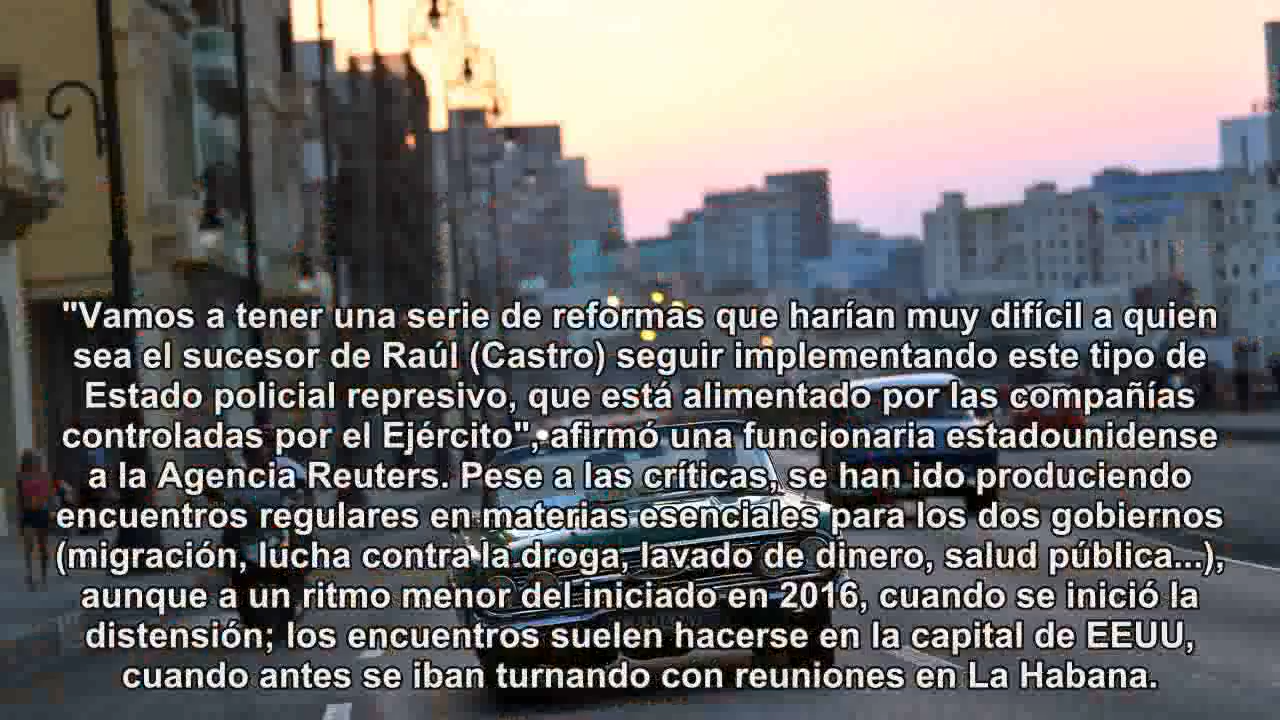 "Vamos a tener una serie de reformas que harían muy difícil a quien
sea el sucesor de Raúl (Castro) seguir implementando este tipo de
Estado policial represivo, que está alimentado por las compañías
controladas por el Ejército", afirmó una funcionaria estadounidense
a la Agencia Reuters. Pese a las críticas, se han ido produciendo
encuentros regulares en materias esenciales para los dos gobiernos
(migración, lucha contra la droga, lavado de dinero, salud pública...),
aunque a un ritmo menor del iniciado en 2016, cuando se inició la
distensión; los encuentros suelen hacerse en la capital de EEUU,
cuando antes se iban turnando con reuniones en La Habana.